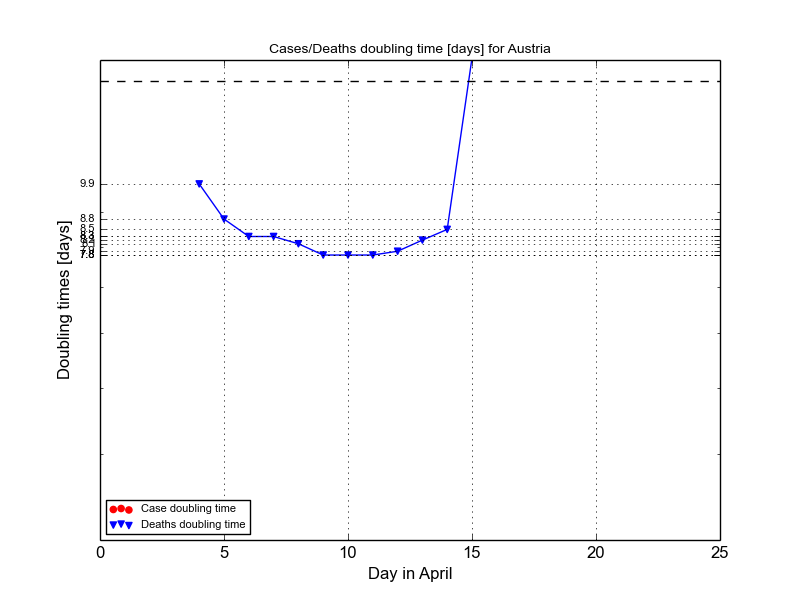 Cases/Deaths doubling time [days] for Austria
9.9
8.8
8.5
7.8
Doubling times [days]
Case doubling time
Deaths doubling time
0 5 10 15 20 25
Day in April